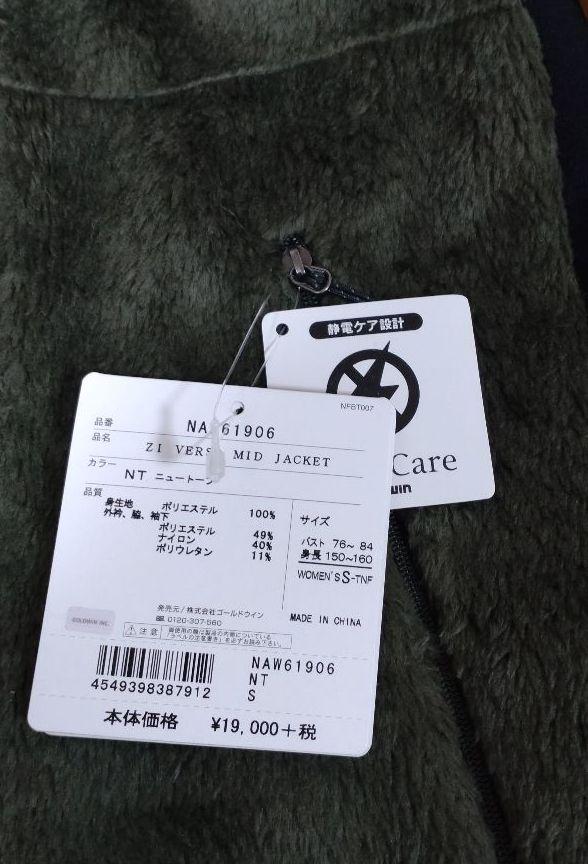 静電ケア設計
NFBT007
Care
win
品番 NA 61906
品名 ZI VERS MID JACKET
カラー NT ニュートープ
品質
身生地 ポリエステル 100%
外衿、脇、袖下
ポリエステル 49%
ナイロン 40%
ポリウレタン 11%
サイズ
バスト 76～ 84
身長 150～160
WOMEN'S S-TNF
発売元/株式会社ゴールドウイン
0120-307-560
MADE IN CHINA
GOLDWIN INC.
注意
4549398387912
NAW61906
NT
S
本体価格 ¥19,000+税